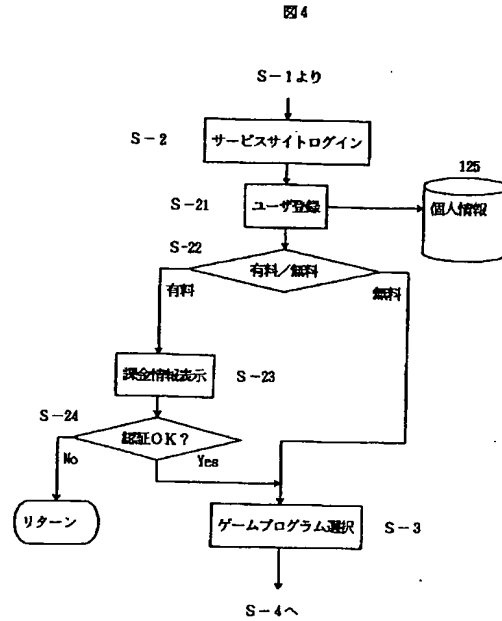 図4
S-1より
S-2
サービスサイトログイン
125
S-21
ユーザ登録
個人情報
S-22
有料/無料
有料
無料
課金情報表示
S-23
S-24
認証OK?
No
Yes
リターン
ゲームプログラム選択
S-3
S-4へ